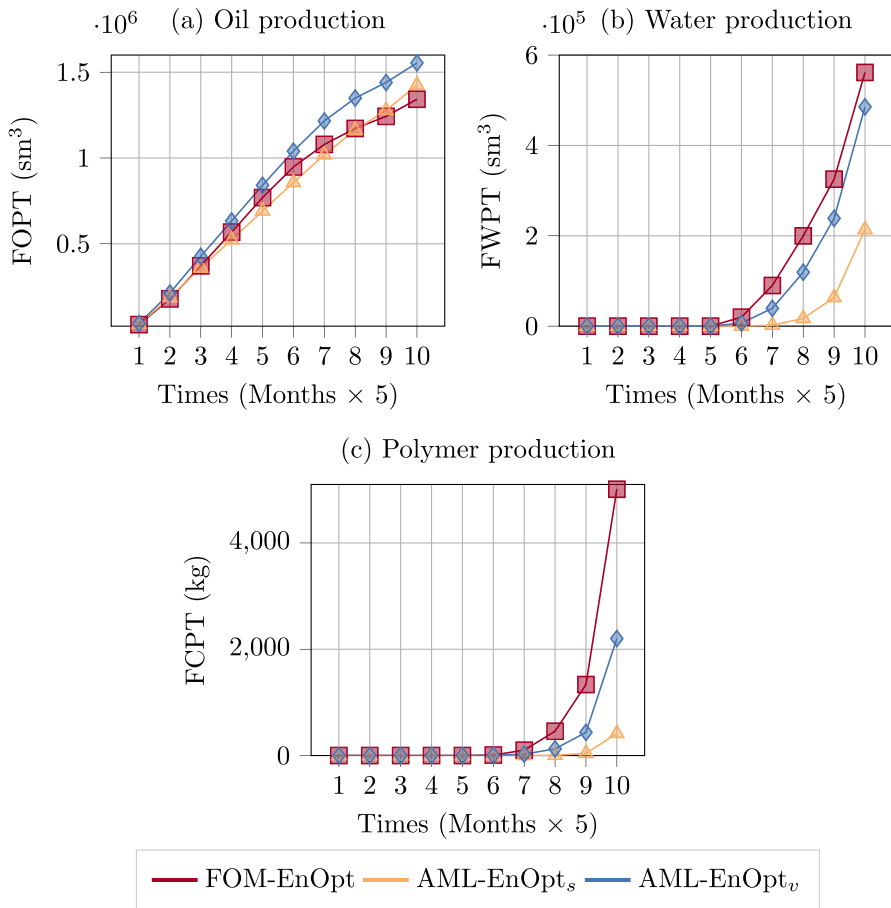 (a) Oil production
·10⁶
1.5
1
0.5
FOPT (sm³)
1 2 3 4 5 6 7 8 9 10
Times (Months × 5)
(b) Water production
·10⁵
6
4
2
0
FWPT (sm³)
1 2 3 4 5 6 7 8 9 10
Times (Months × 5)
(c) Polymer production
4,000
2,000
0
FCPT (kg)
1 2 3 4 5 6 7 8 9 10
Times (Months × 5)
FOM-EnOpt AML-EnOptₛ AML-EnOptᵥ